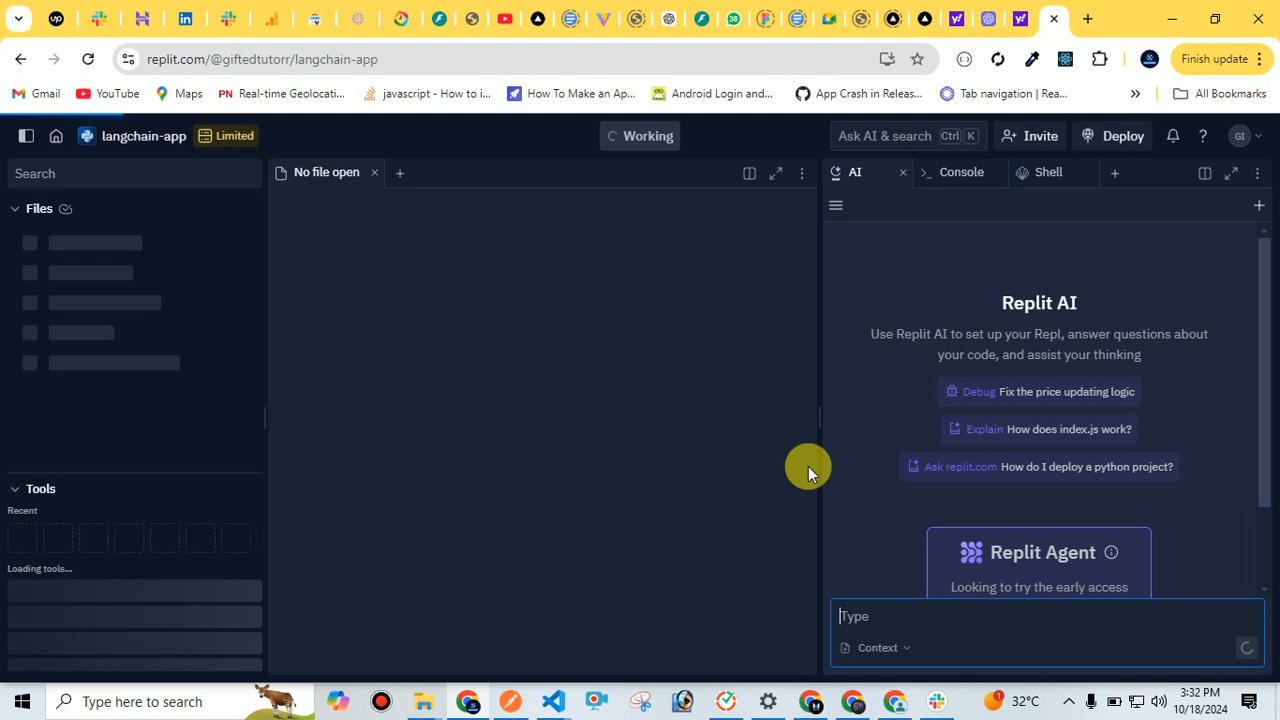 up
38
replit.com/@giftedtutorr/langchain-app
Finish update
Gmail
YouTube
Maps
PN Real-time Geolocati...
javascript - How to i...
How To Make an Ap...
Android Login and...
App Crash in Releas...
Tab navigation | Rea...
All Bookmarks
langchain-app
Limited
Working
Ask AI & search Ctrl K
Invite
Deploy
GI
Search
No file open
AI
Console
Shell
Files
Replit AI
Use Replit AI to set up your Repl, answer questions about
your code, and assist your thinking
Debug Fix the price updating logic
Explain How does index.js work?
Ask replit.com How do I deploy a python project?
Tools
Recent
Loading tools...
Replit Agent
Looking to try the early access
Type
Context
Type here to search
1
32°C
3:32 PM
10/18/2024